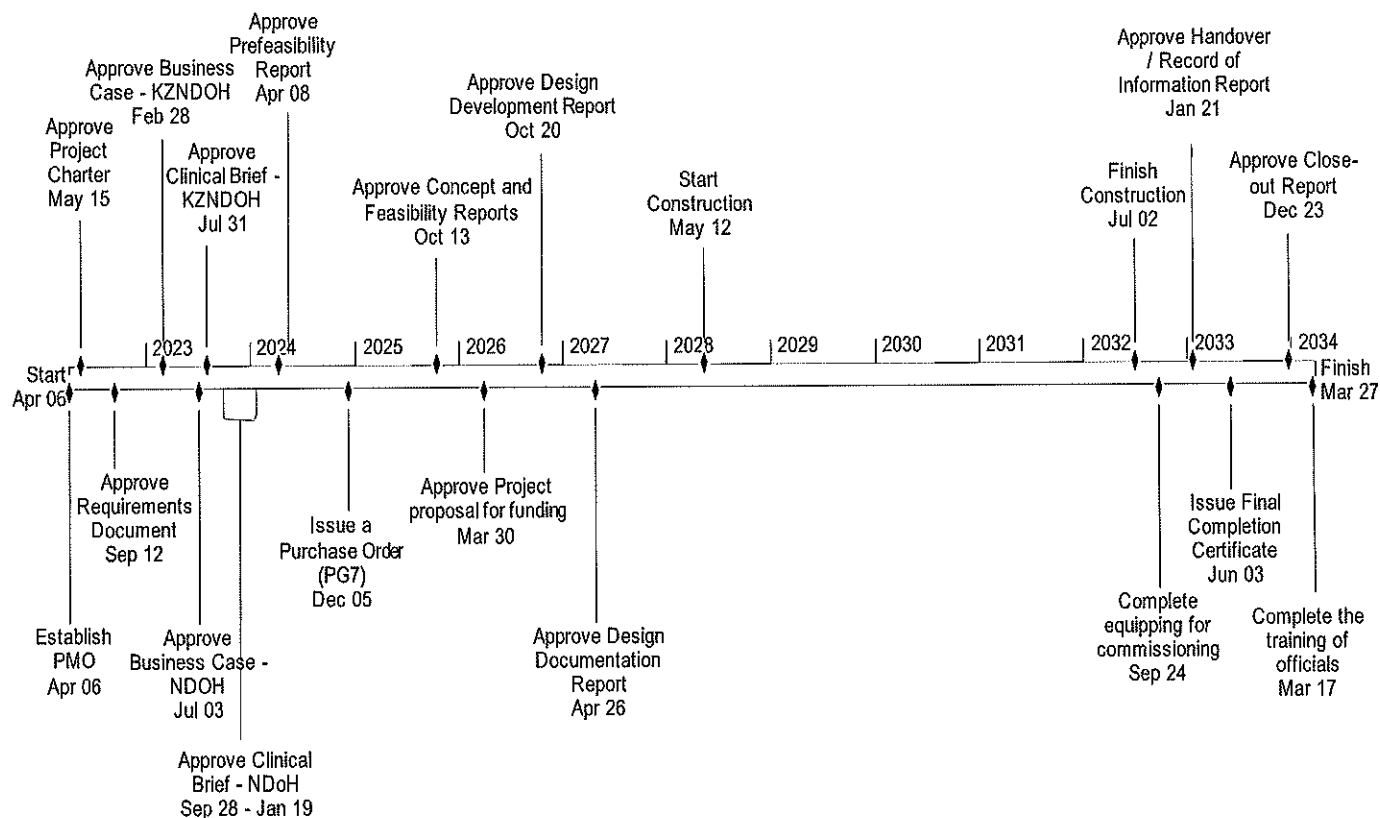 Approve
Project
Charter
May 15
Approve Business
Case - KZNDOH
Feb 28
Approve
Clinical Brief -
KZNDOH
Jul 31
Approve
Prefeasibility
Report
Apr 08
Approve Concept and
Feasibility Reports
Oct 13
Approve Design
Development Report
Oct 20
Start
Construction
May 12
Finish
Construction
Jul 02
Approve Handover
/ Record of
Information Report
Jan 21
Approve Close-
out Report
Dec 23
2023
2024
2025
2026
2027
2028
2029
2030
2031
2032
2033
2034
Start
Apr 06
Finish
Mar 27
Establish
PMO
Apr 06
Approve
Requirements
Document
Sep 12
Approve
Business Case -
NDOH
Jul 03
Approve Clinical
Brief - NDoH
Sep 28 - Jan 19
Issue a
Purchase Order
(PG7)
Dec 05
Approve Project
proposal for funding
Mar 30
Approve Design
Documentation
Report
Apr 26
Complete
equipping for
commissioning
Sep 24
Issue Final
Completion
Certificate
Jun 03
Complete the
training of
officials
Mar 17